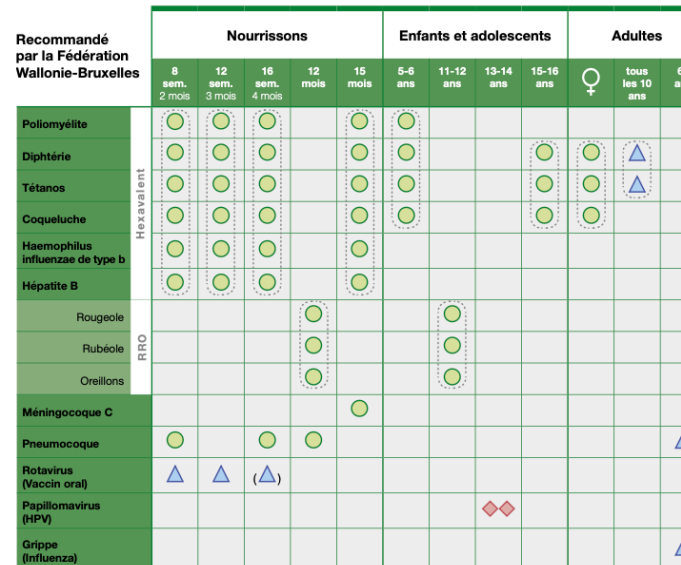 Recommandé
par la Fédération
Wallonie-Bruxelles
Nourrissons
Enfants et adolescents
Adultes
8
sem.
2 mois
12
sem.
3 mois
16
sem.
4 mois
12
mois
15
mois
5-6
ans
11-12
ans
13-14
ans
15-16
ans
tous
les 10
ans
Poliomyélite
Diphtérie
Tétanos
Coqueluche
Haemophilus
influenzae de type b
Hépatite B
Hexavalent
Rougeole
Rubéole
Oreillons
RRO
Méningocoque C
Pneumocoque
Rotavirus
(Vaccin oral)
( )
Papillomavirus
(HPV)
Grippe
(Influenza)